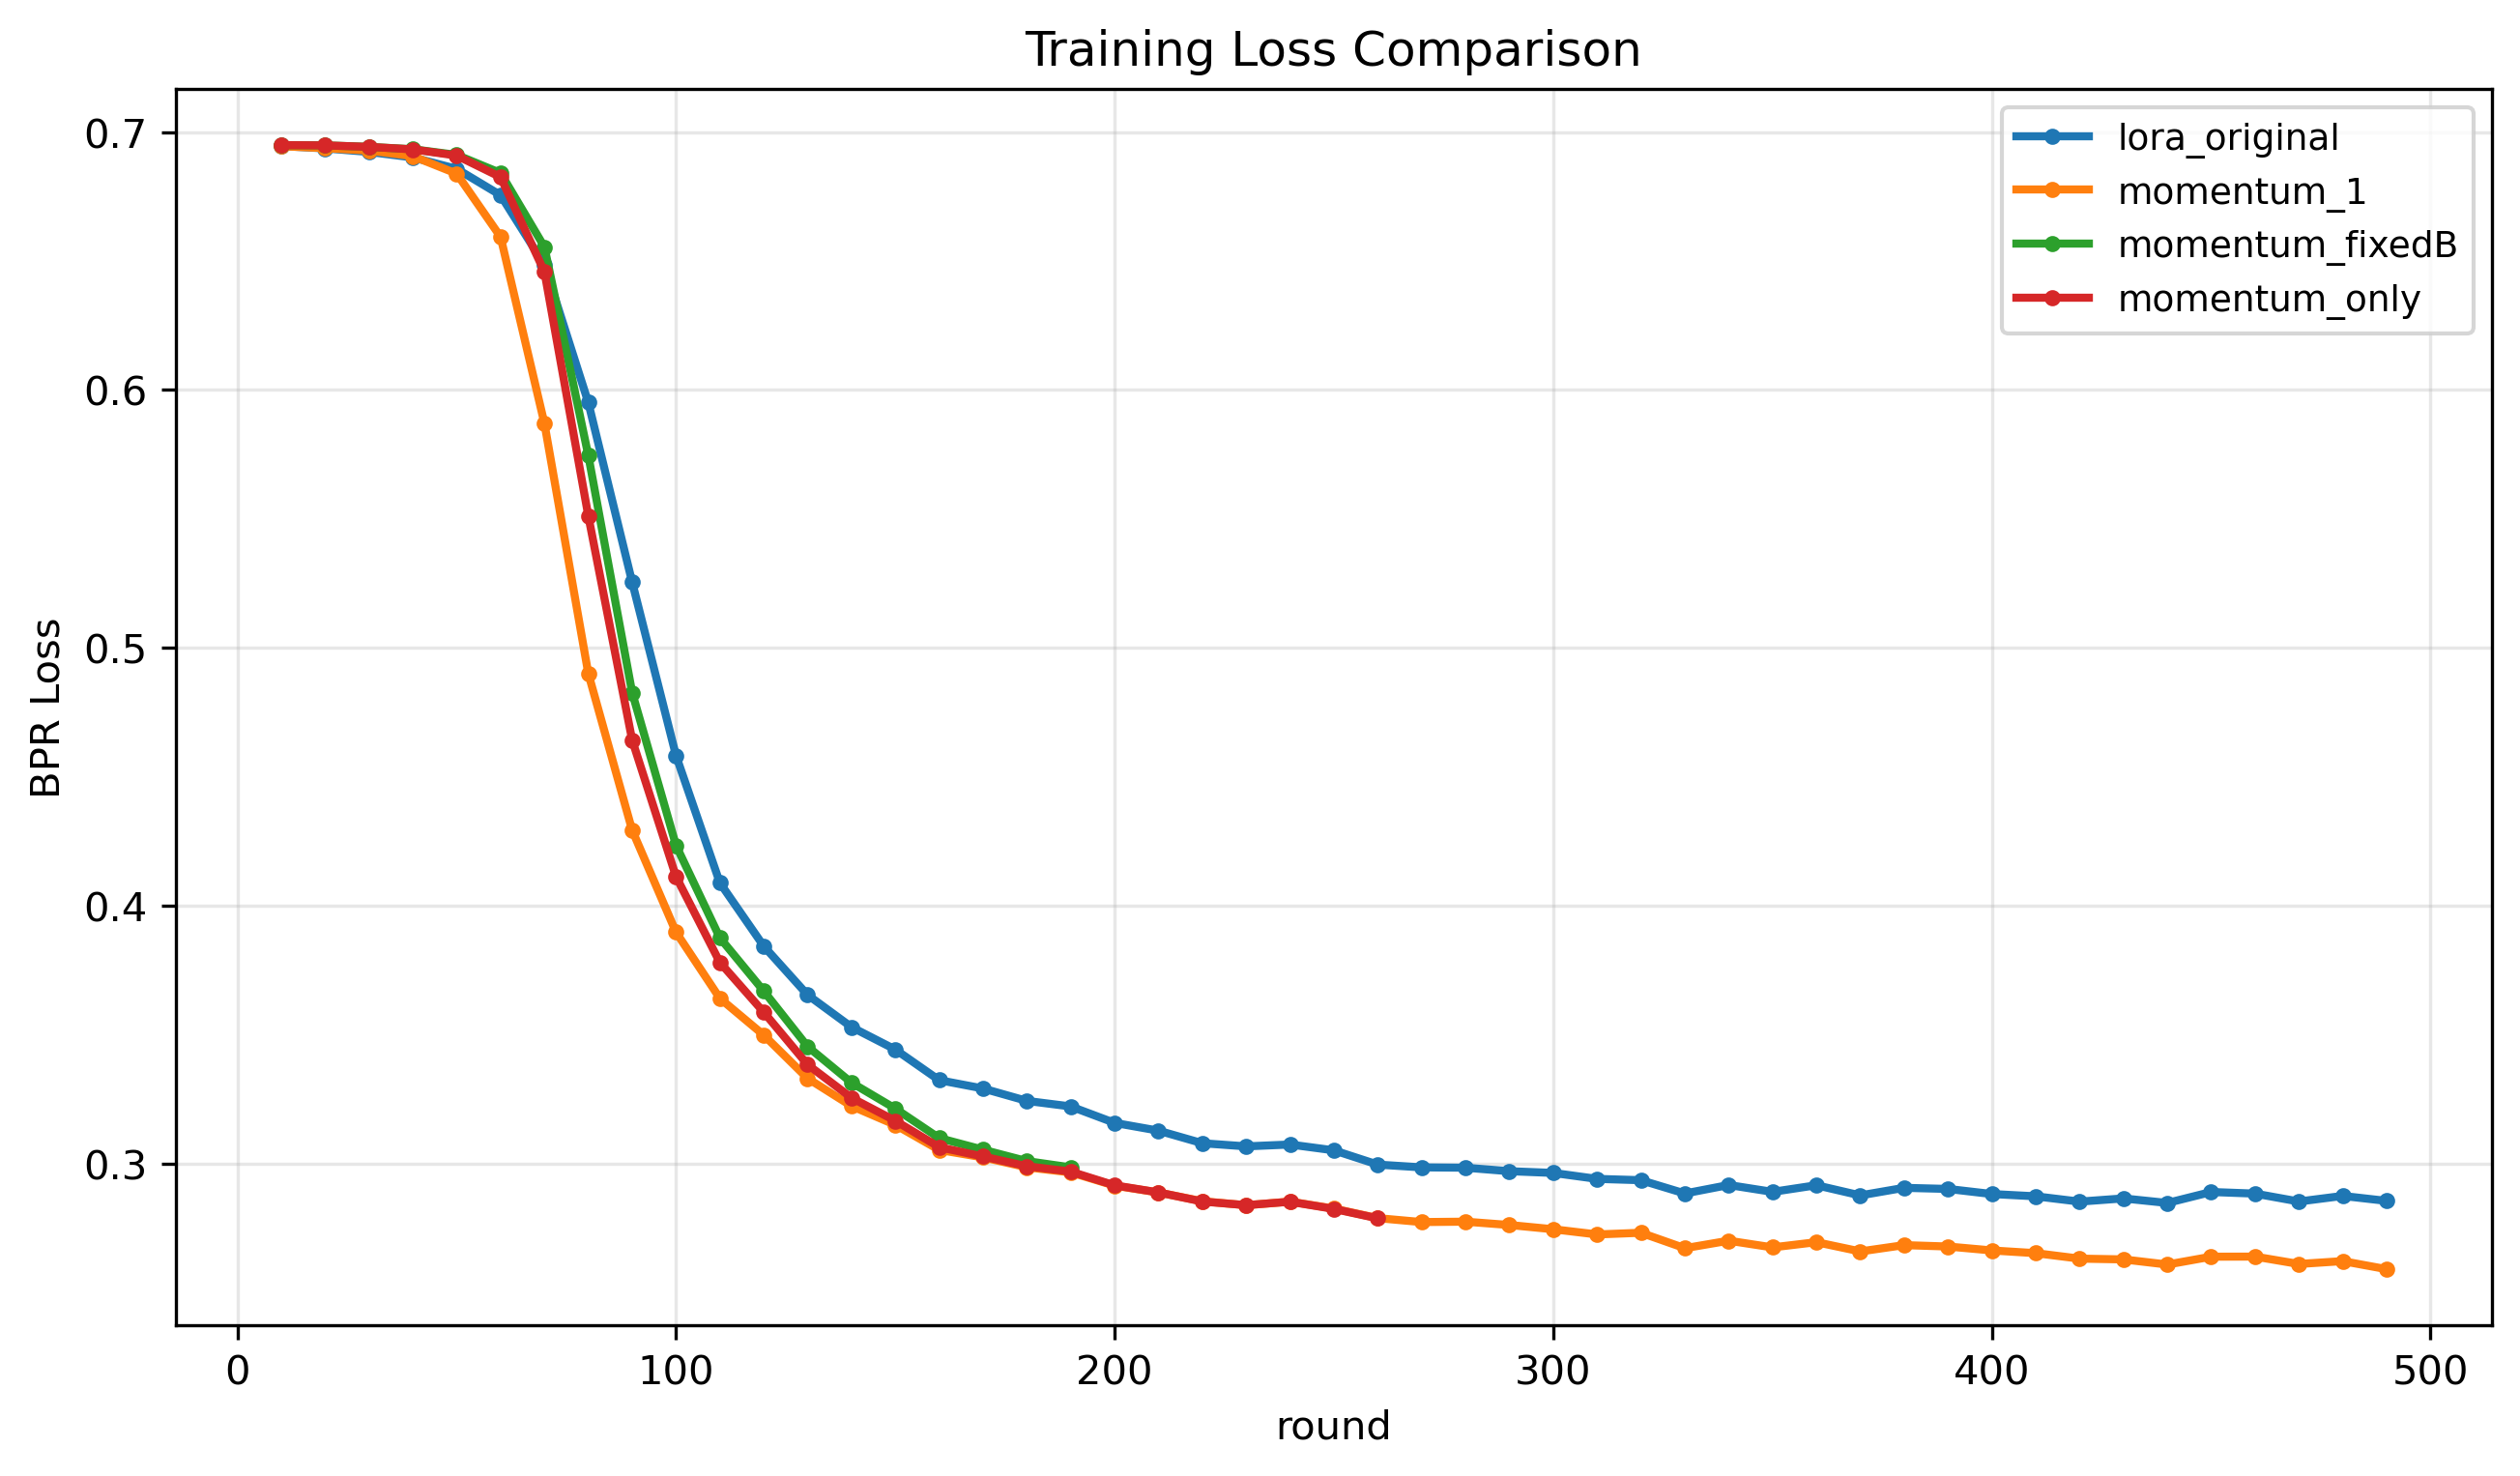 Training Loss Comparison
lora_original
momentum_1
momentum_fixedB
momentum_only
BPR Loss
0.7
0.6
0.5
0.4
0.3
0 100 200 300 400 500
round